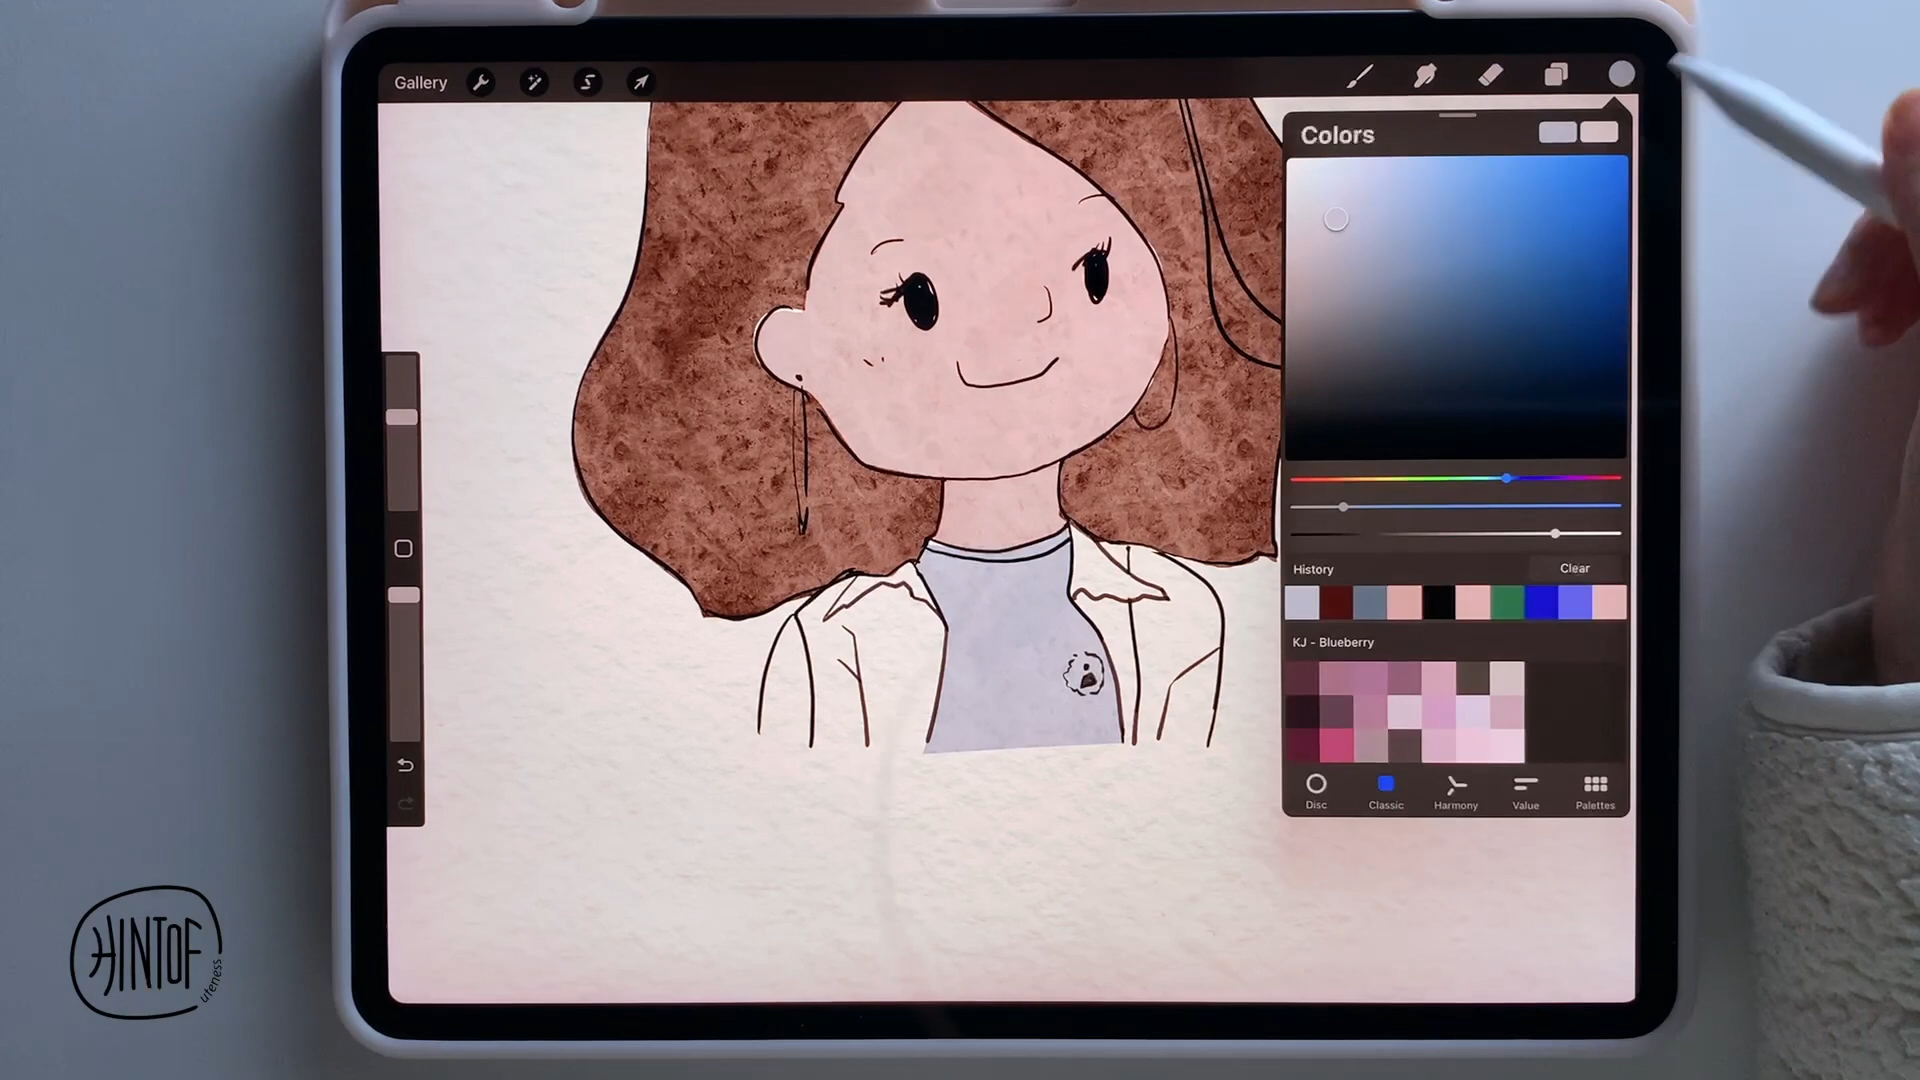 Gallery
Colors
History
Clear
KJ - Blueberry
Disc
Classic
Harmony
Value
Palettes
HINTOF
uteness